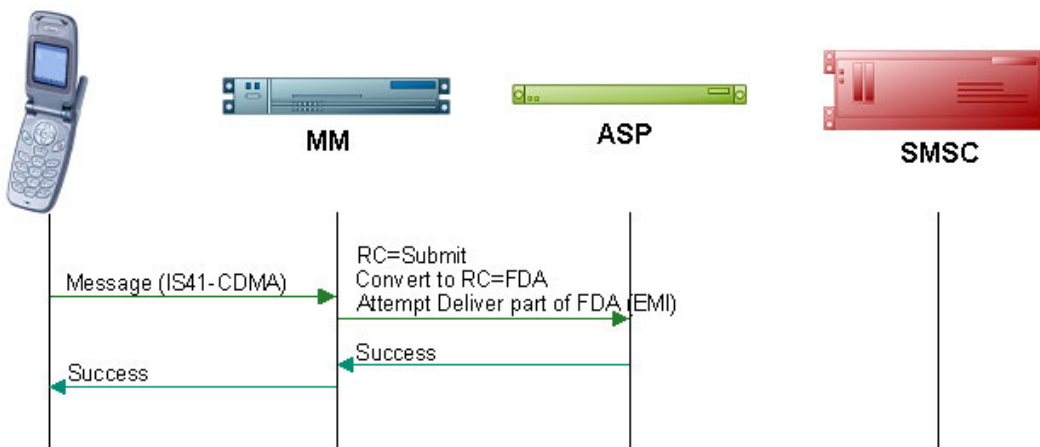 MM
ASP
SMSC
RC=Submit
Message (IS41-CDMA)
Convert to RC=FDA
Attempt Deliver part of FDA (EMI)
Success
Success